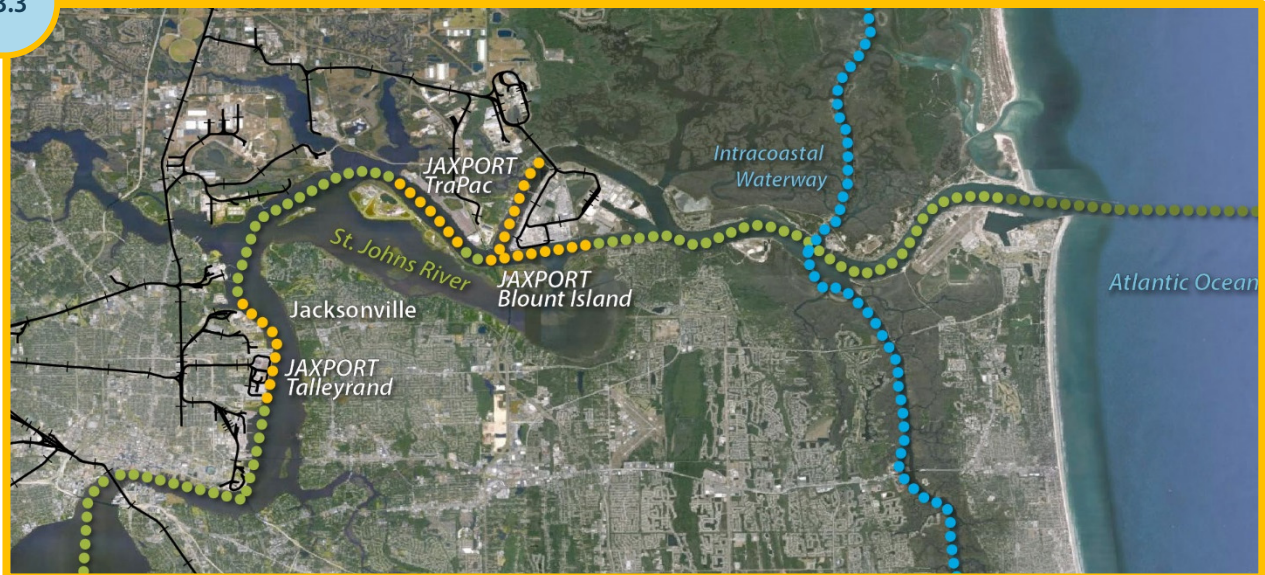 3.3
JAXPORT
TraPac
Intracoastal
Waterway
St. Johns River
JAXPORT
Blount Island
Atlantic Ocean
Jacksonville
JAXPORT
Talleyrand